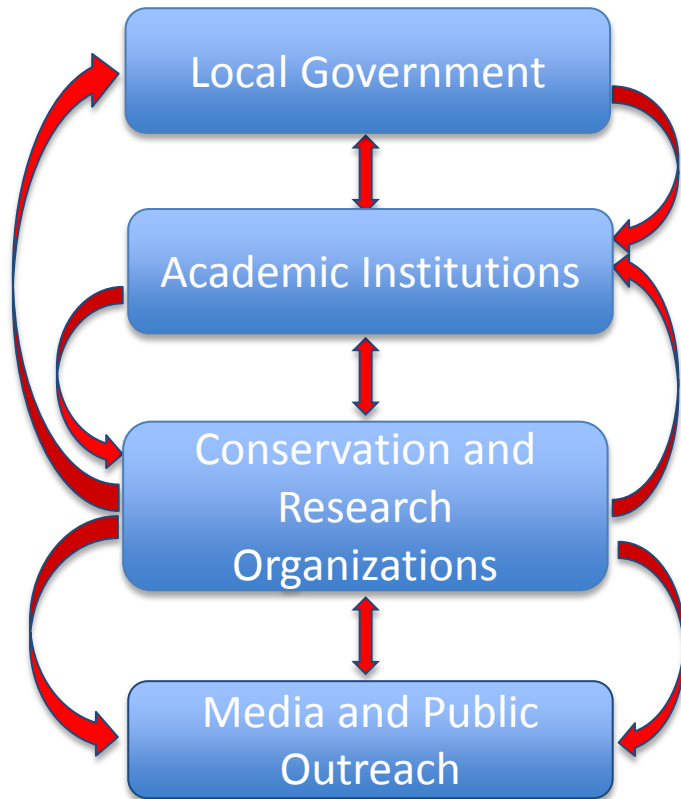 Local Government
Academic Institutions
Conservation and
Research
Organizations
Media and Public
Outreach